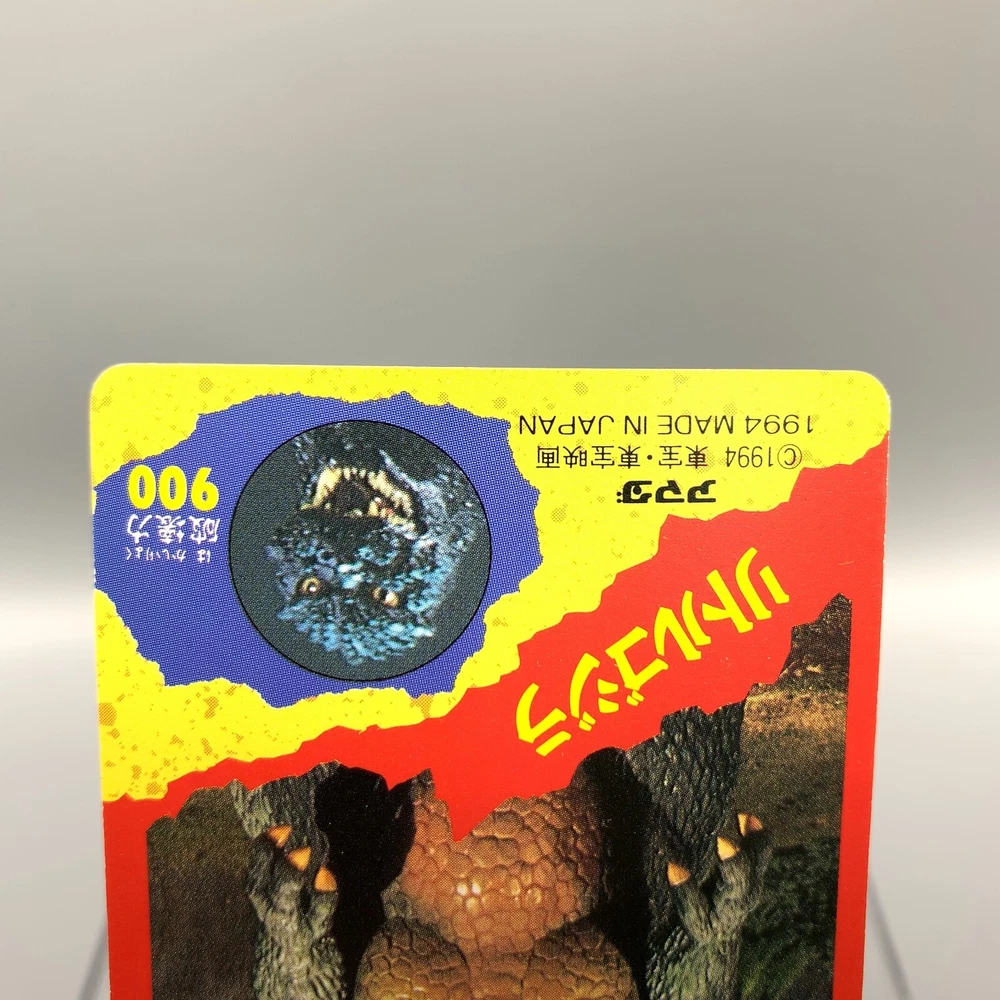 リトルゴジラ
アマダ
©1994 東宝・東宝映画
1994 MADE IN JAPAN
はかいりょく
破壊力
900